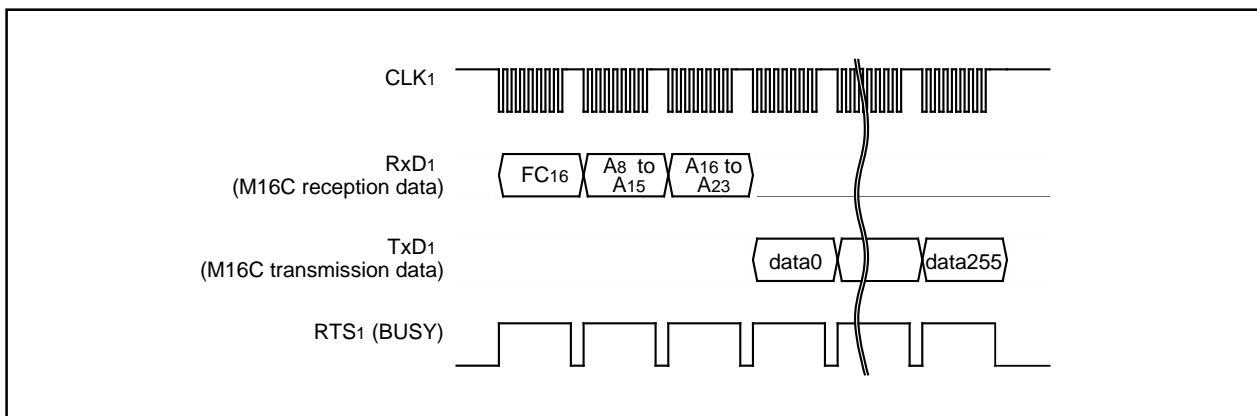 CLK1
RxD1
(M16C reception data)
FC16
A8 to
A15
A16 to
A23
TxD1
(M16C transmission data)
data0
data255
RTS1 (BUSY)